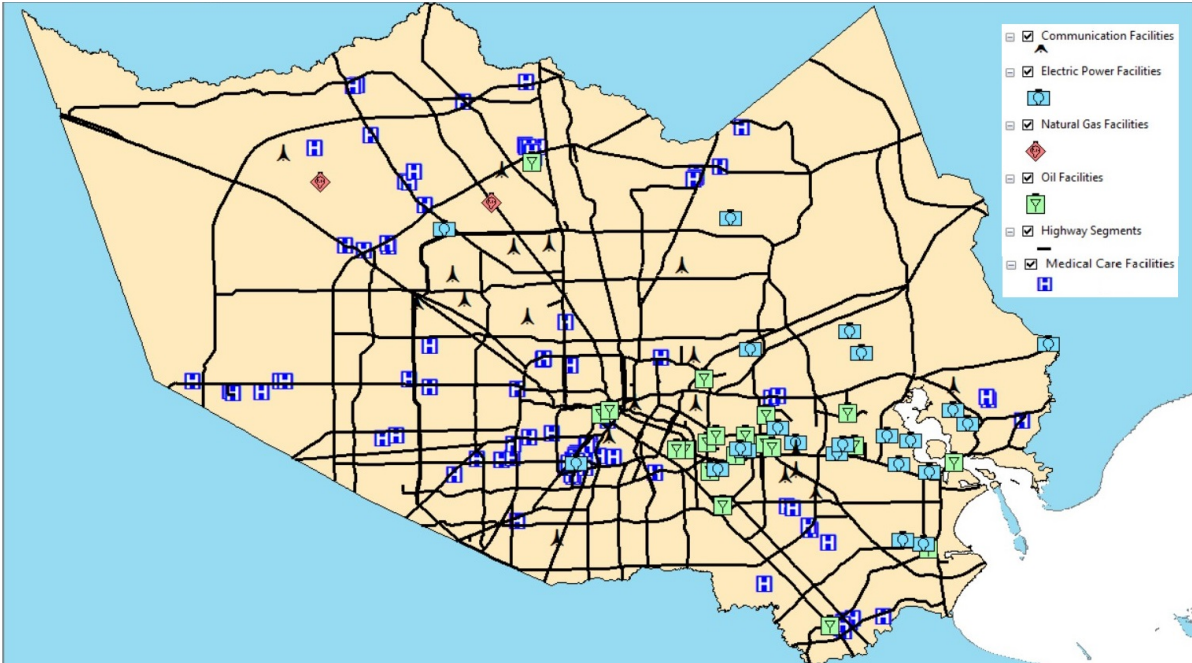 Communication Facilities
Electric Power Facilities
Natural Gas Facilities
Oil Facilities
Highway Segments
Medical Care Facilities